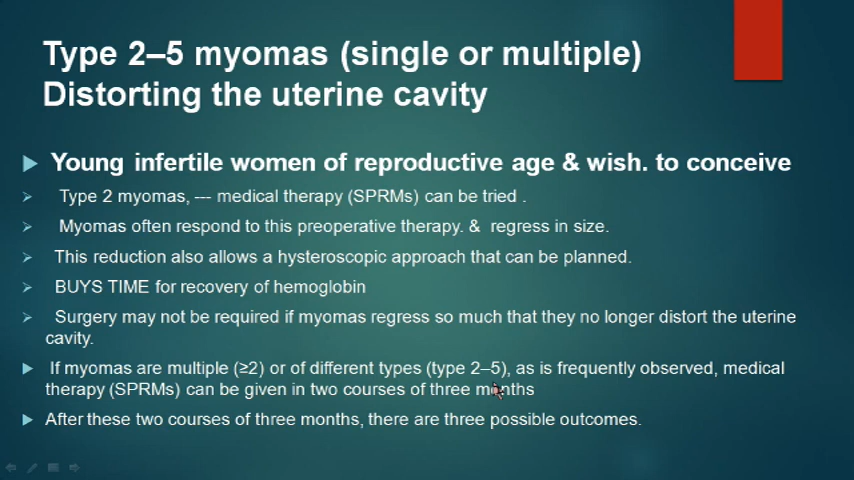 Type 2–5 myomas (single or multiple)
Distorting the uterine cavity
Young infertile women of reproductive age & wish. to conceive
Type 2 myomas, --- medical therapy (SPRMs) can be tried .
Myomas often respond to this preoperative therapy. & regress in size.
This reduction also allows a hysteroscopic approach that can be planned.
BUYS TIME for recovery of hemoglobin
Surgery may not be required if myomas regress so much that they no longer distort the uterine
cavity.
If myomas are multiple (≥2) or of different types (type 2–5), as is frequently observed, medical
therapy (SPRMs) can be given in two courses of three months
After these two courses of three months, there are three possible outcomes.